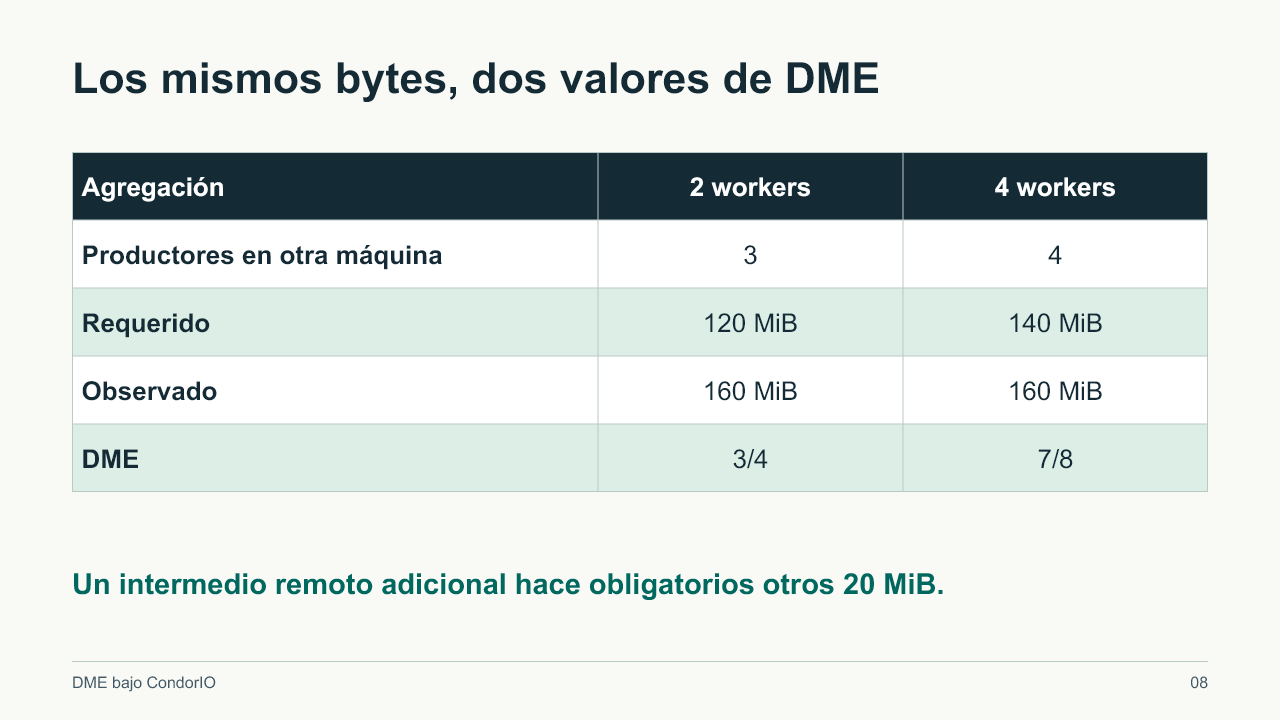 Los mismos bytes, dos valores de DME
Agregación 2 workers 4 workers
Productores en otra máquina 3 4
Requerido 120 MiB 140 MiB
Observado 160 MiB 160 MiB
DME 3/4 7/8
Un intermedio remoto adicional hace obligatorios otros 20 MiB.
DME bajo CondorIO 08